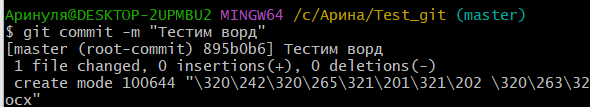 Аринуля@DESKTOP-2UPMBU2 MINGW64 /c/Арина/Test_git (master)
$ git commit -m "Тестим ворд"
[master (root-commit) 895b0b6] Тестим ворд
 1 file changed, 0 insertions(+), 0 deletions(-)
 create mode 100644 "\320\242\320\265\321\201\321\202 \320\263\32
ocx"